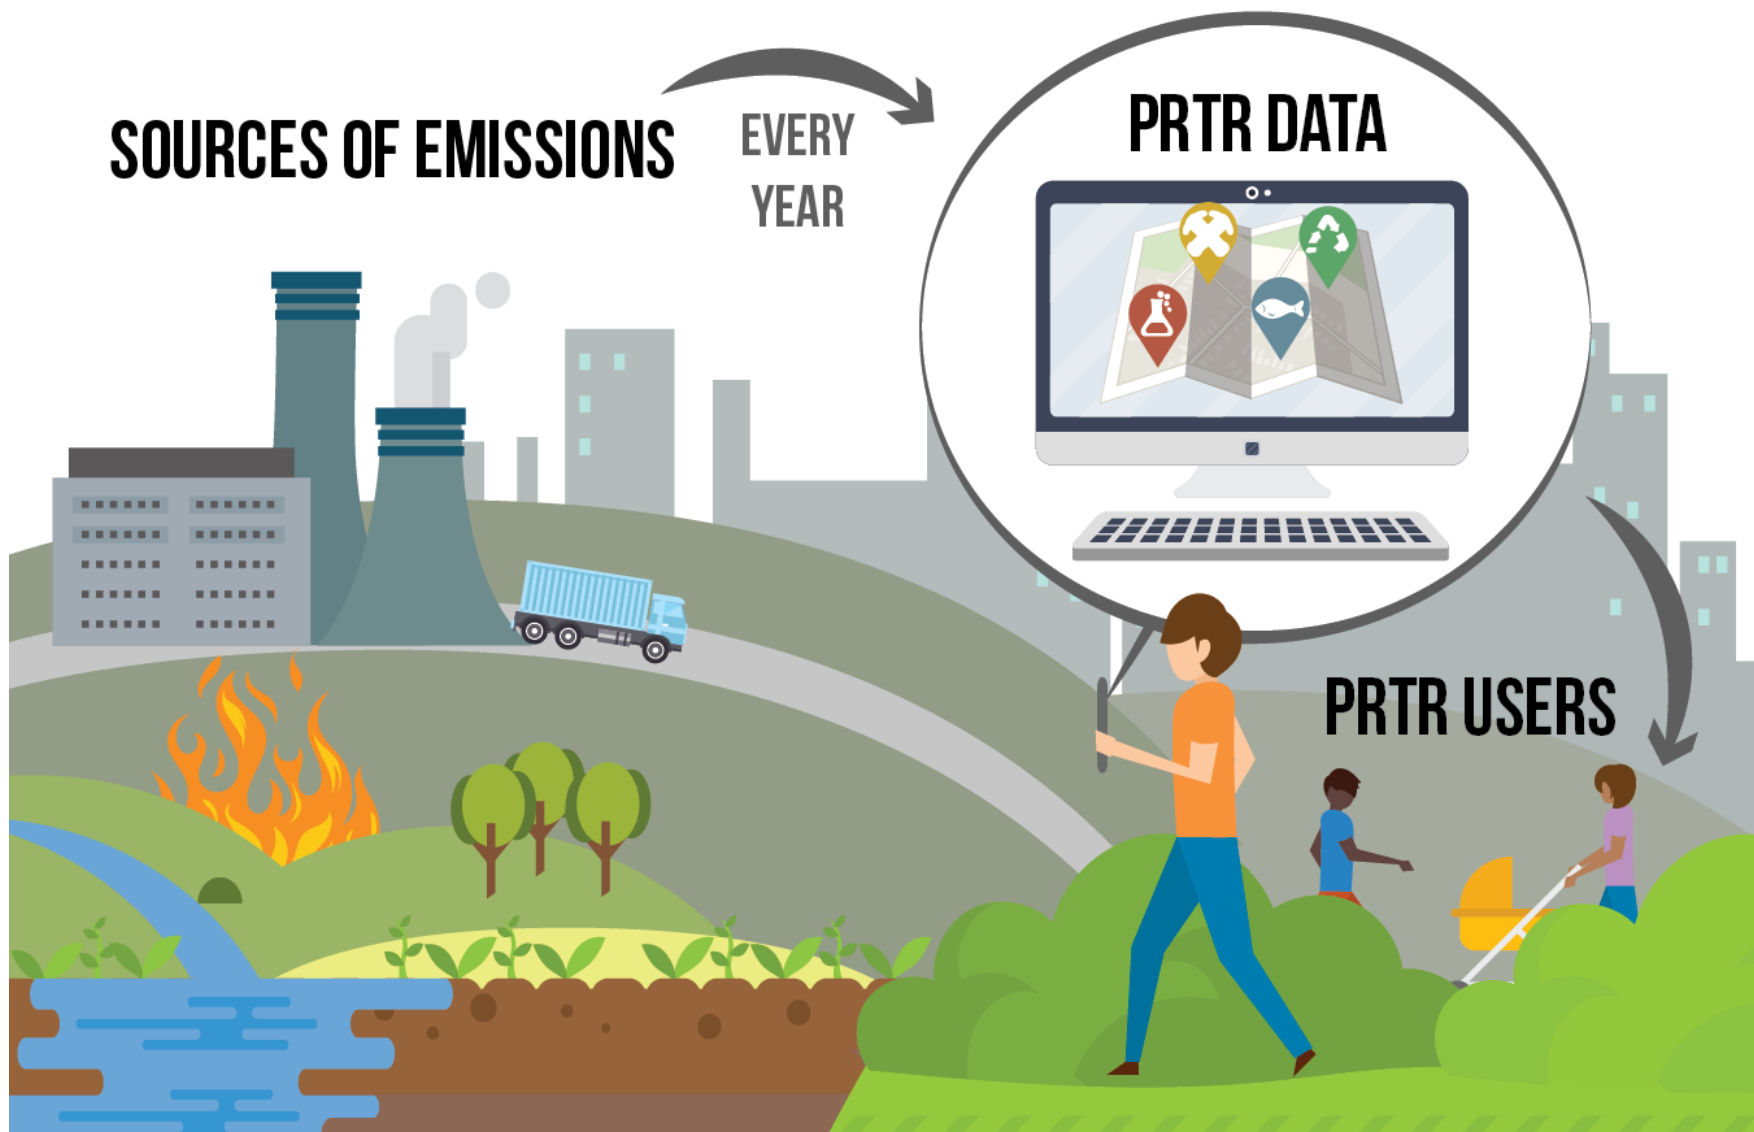 SOURCES OF EMISSIONS
EVERY
YEAR
PRTR DATA
PRTR USERS